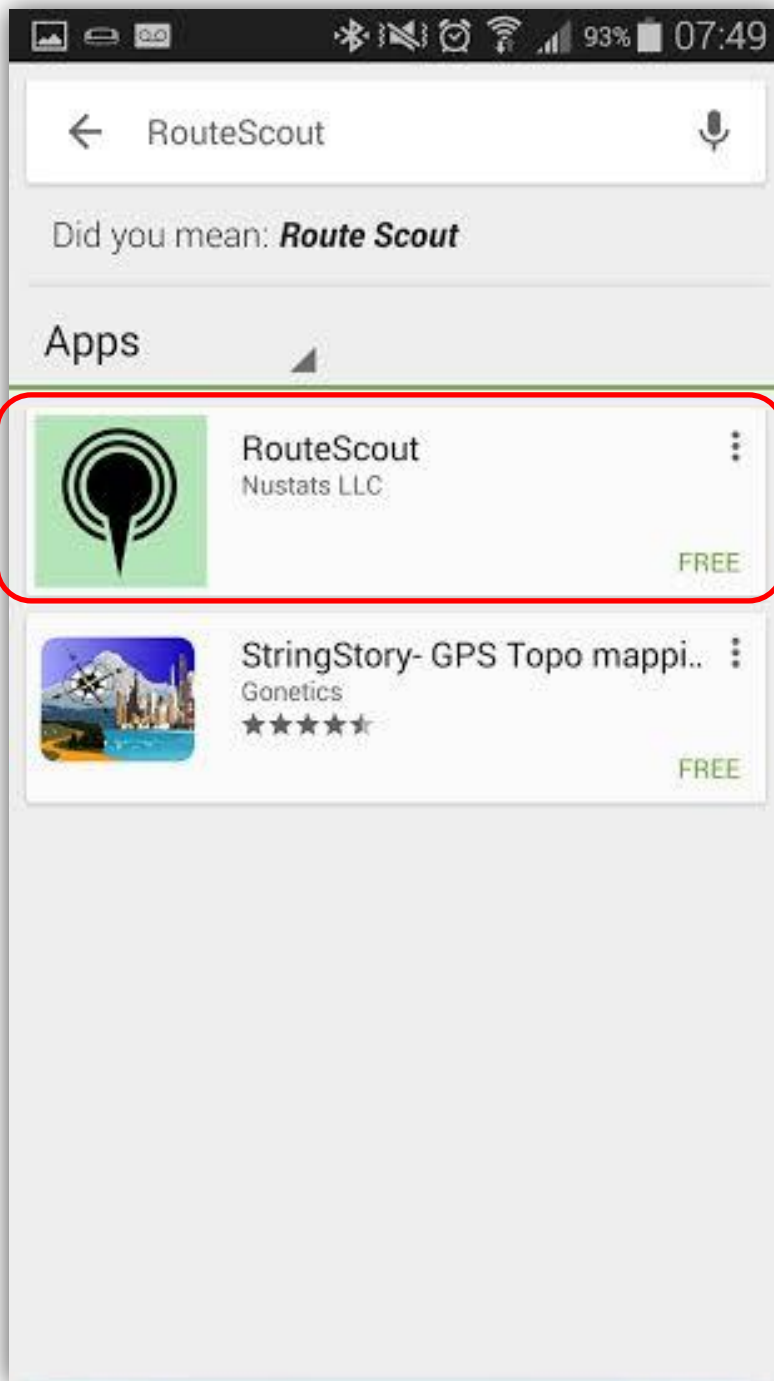 93% 07:49
RouteScout
Did you mean: Route Scout
Apps
RouteScout
Nustats LLC
FREE
StringStory- GPS Topo mappi..
Gonetics
FREE